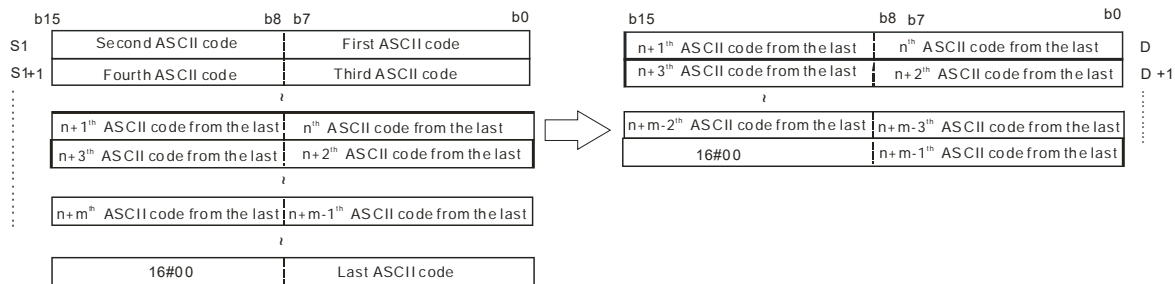 b15 b8 b7 b0
S1 Second ASCII code First ASCII code
S1+1 Fourth ASCII code Third ASCII code
~
n+1th ASCII code from the last nth ASCII code from the last
n+3th ASCII code from the last n+2th ASCII code from the last
~
n+mth ASCII code from the last n+m-1th ASCII code from the last
~
16#00 Last ASCII code
b15 b8 b7 b0
n+1th ASCII code from the last nth ASCII code from the last D
n+3th ASCII code from the last n+2th ASCII code from the last D +1
~
n+m-2th ASCII code from the last n+m-3th ASCII code from the last
16#00 n+m-1th ASCII code from the last